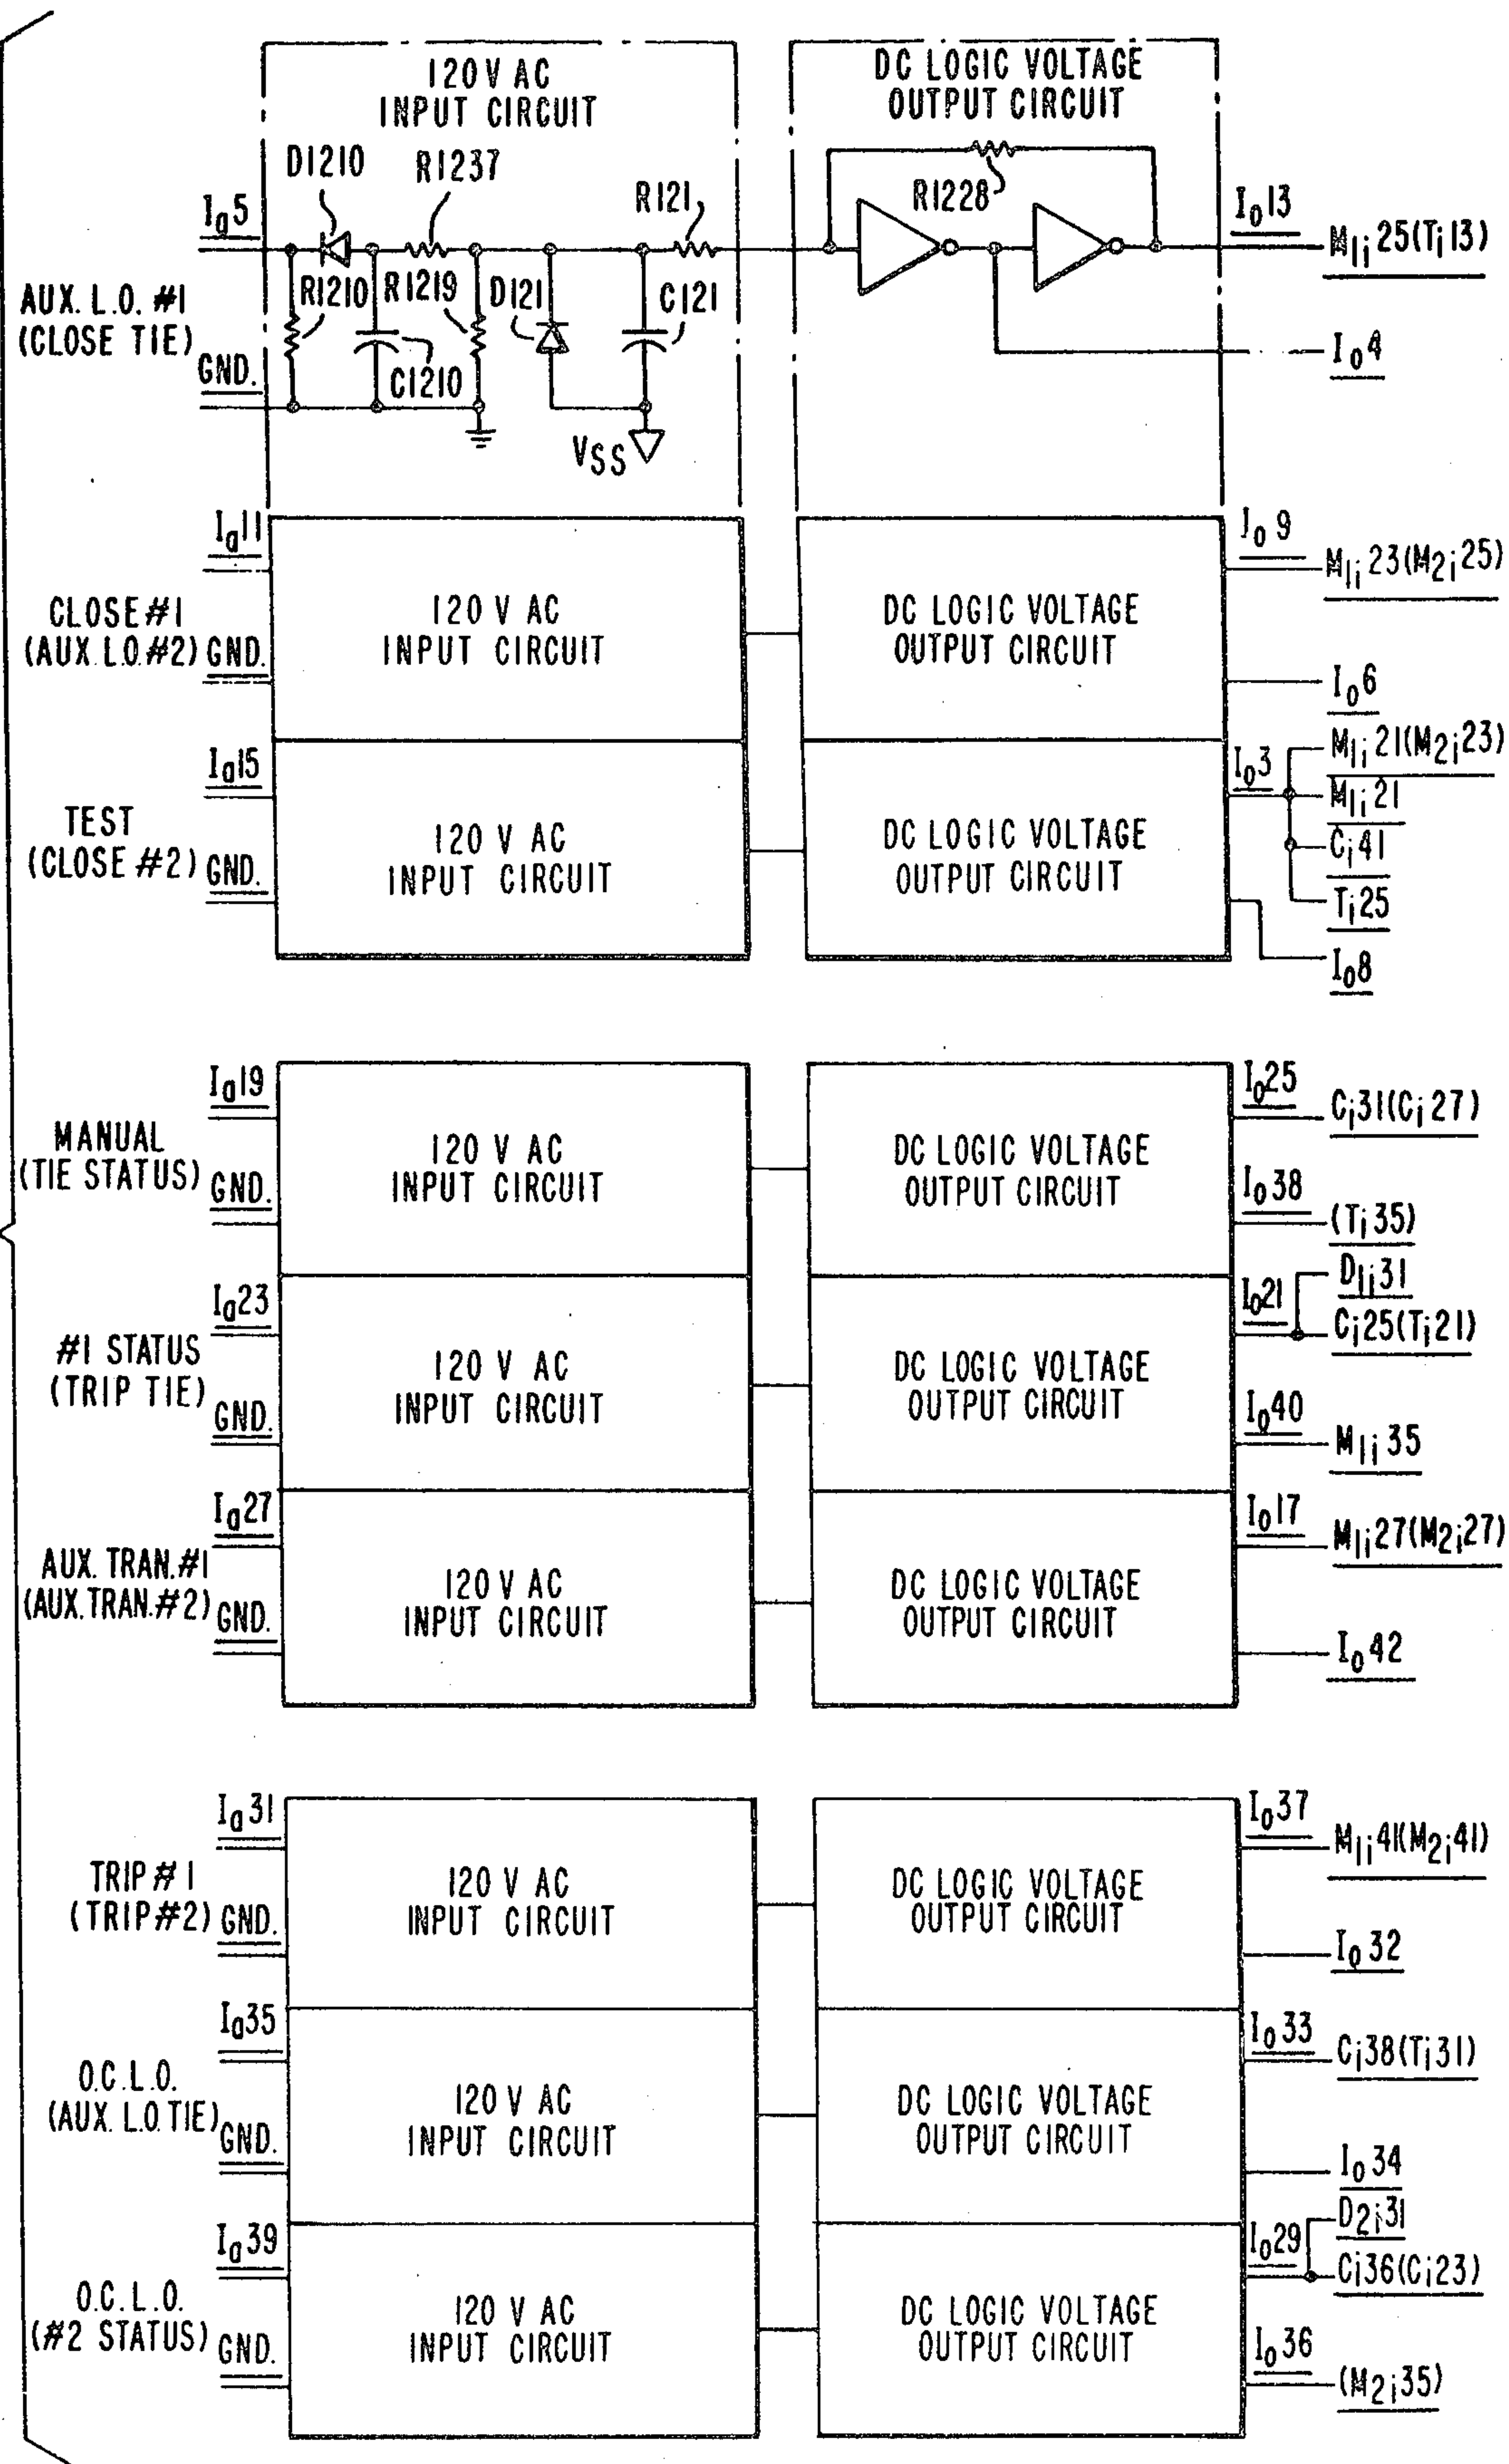 120 V AC
INPUT CIRCUIT
DC LOGIC VOLTAGE
OUTPUT CIRCUIT
D1210
R1237
R121
R1228
Ia5
Io13
M1i25(Ti13)
AUX. L.O. #1
(CLOSE TIE)
R1210
R1219
D121
C121
Io4
GND.
C1210
VSS
Ia11
Io9
M1i23(M2i25)
CLOSE #1
(AUX. L.O. #2) GND.
120 V AC
INPUT CIRCUIT
DC LOGIC VOLTAGE
OUTPUT CIRCUIT
Io6
Ia15
Io3
M1i21(M2i23)
M1i21
TEST
(CLOSE #2) GND.
120 V AC
INPUT CIRCUIT
DC LOGIC VOLTAGE
OUTPUT CIRCUIT
Ci41
Ti25
Io8
Ia19
Io25
Ci31(Ci27)
MANUAL
(TIE STATUS) GND.
120 V AC
INPUT CIRCUIT
DC LOGIC VOLTAGE
OUTPUT CIRCUIT
Io38
(Ti35)
D1i31
Ia23
Io21
Ci25(Ti21)
#1 STATUS
(TRIP TIE)
GND.
120 V AC
INPUT CIRCUIT
DC LOGIC VOLTAGE
OUTPUT CIRCUIT
Io40
M1i35
Ia27
Io17
M1i27(M2i27)
AUX. TRAN. #1
(AUX. TRAN. #2) GND.
120 V AC
INPUT CIRCUIT
DC LOGIC VOLTAGE
OUTPUT CIRCUIT
Io42
Ia31
Io37
M1i41(M2i41)
TRIP #1
(TRIP #2) GND.
120 V AC
INPUT CIRCUIT
DC LOGIC VOLTAGE
OUTPUT CIRCUIT
Io32
Ia35
Io33
Ci38(Ti31)
O.C.L.O.
(AUX. L.O. TIE) GND.
120 V AC
INPUT CIRCUIT
DC LOGIC VOLTAGE
OUTPUT CIRCUIT
Io34
D2i31
Ia39
Io29
Ci36(Ci23)
O.C.L.O.
(#2 STATUS) GND.
120 V AC
INPUT CIRCUIT
DC LOGIC VOLTAGE
OUTPUT CIRCUIT
Io36
(M2i35)